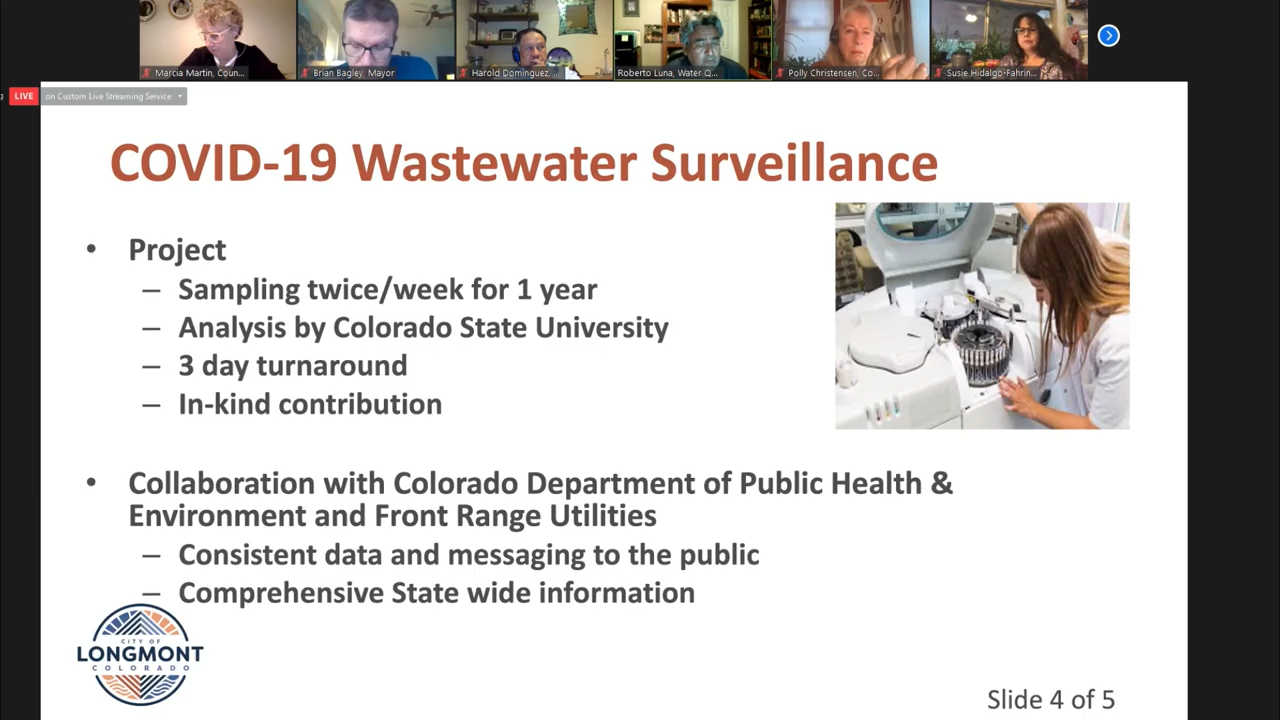 Marcia Martin, Coun...
Brian Bagley, Mayor
Harold Dominguez, ...
Roberto Luna, Water Q...
Polly Christensen, Co...
Susie Hidalgo-Fahrin...
LIVE on Custom Live Streaming Service
COVID-19 Wastewater Surveillance
• Project
– Sampling twice/week for 1 year
– Analysis by Colorado State University
– 3 day turnaround
– In-kind contribution
• Collaboration with Colorado Department of Public Health &
Environment and Front Range Utilities
– Consistent data and messaging to the public
– Comprehensive State wide information
CITY OF
LONGMONT
COLORADO
Slide 4 of 5